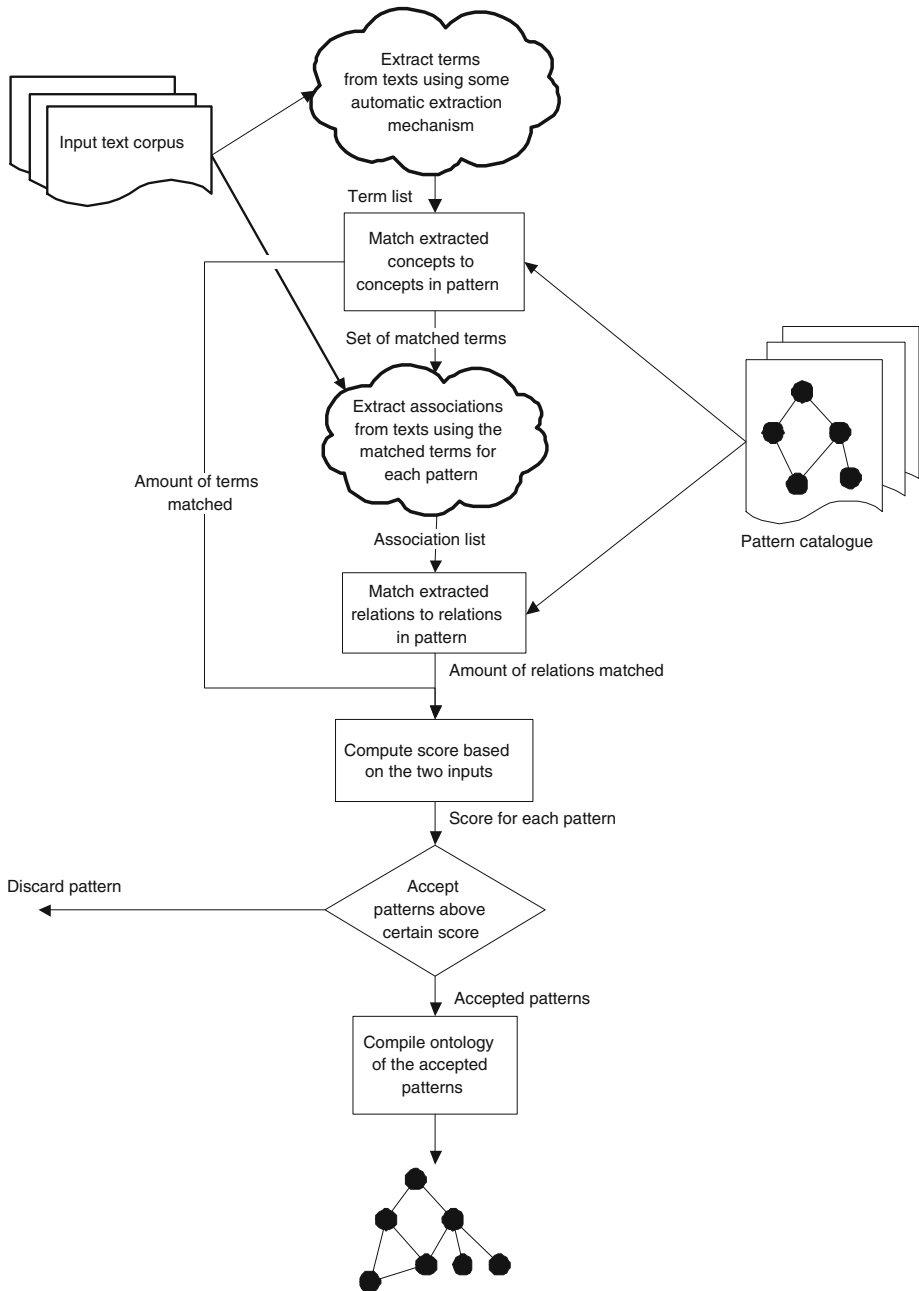 Extract terms
from texts using some
automatic extraction
mechanism
Input text corpus
Term list
Match extracted
concepts to
concepts in pattern
Set of matched terms
Extract associations
from texts using the
matched terms for
each pattern
Amount of terms
matched
Association list
Pattern catalogue
Match extracted
relations to relations
in pattern
Amount of relations matched
Compute score based
on the two inputs
Score for each pattern
Discard pattern
Accept
patterns above
certain score
Accepted patterns
Compile ontology
of the accepted
patterns